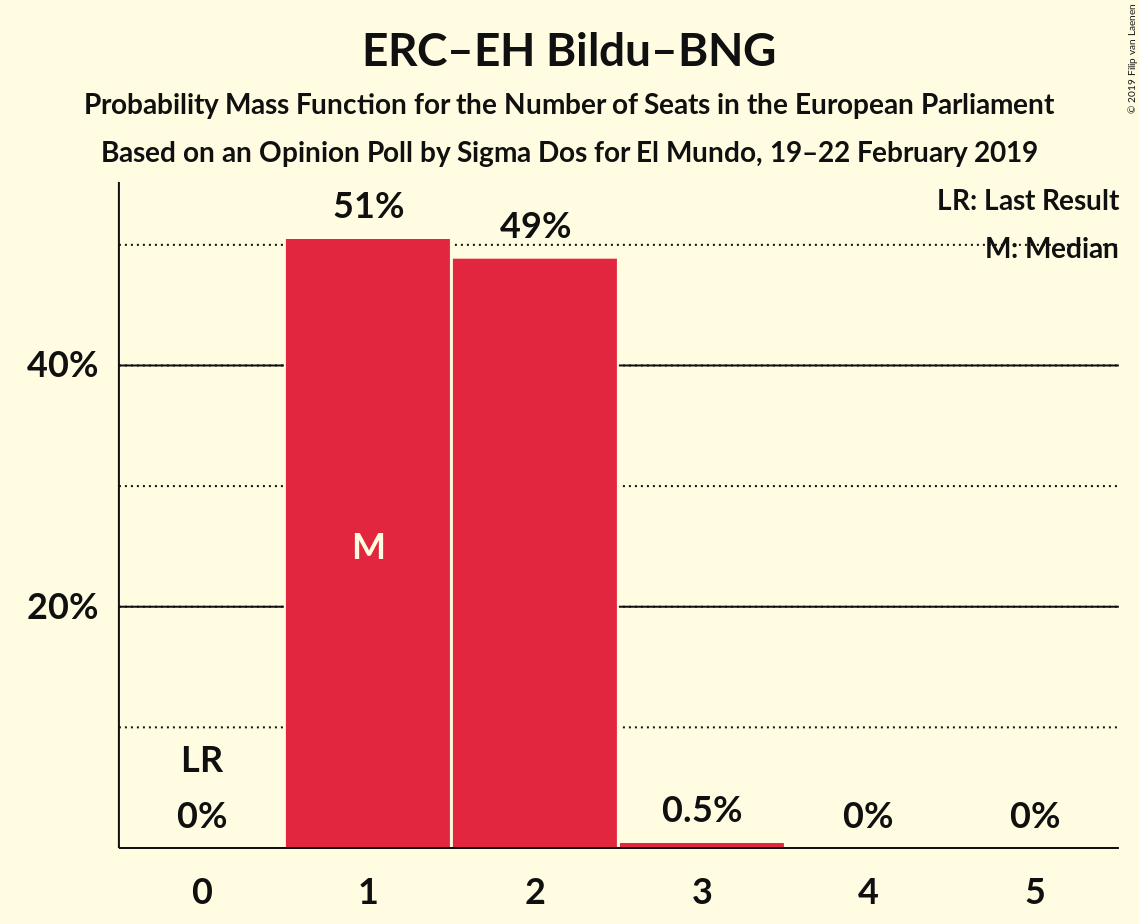 ERC–EH Bildu–BNG
Probability Mass Function for the Number of Seats in the European Parliament
Based on an Opinion Poll by Sigma Dos for El Mundo, 19–22 February 2019
© 2019 Filip van Laenen
LR: Last Result
M: Median
51%
49%
40%
M
20%
LR
0%
0.5%
0%
0%
0
1
2
3
4
5